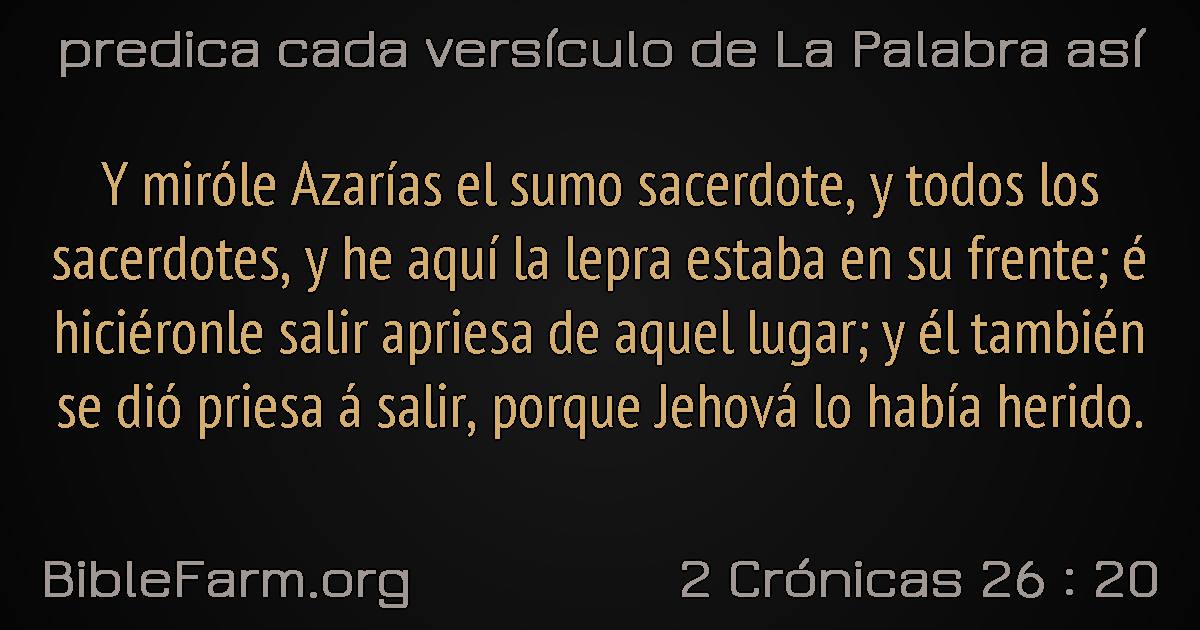 predica cada versículo de La Palabra así
Y miróle Azarías el sumo sacerdote, y todos los
sacerdotes, y he aquí la lepra estaba en su frente; é
hiciéronle salir apriesa de aquel lugar; y él también
se dió priesa á salir, porque Jehová lo había herido.
BibleFarm.org
2 Crónicas 26 : 20